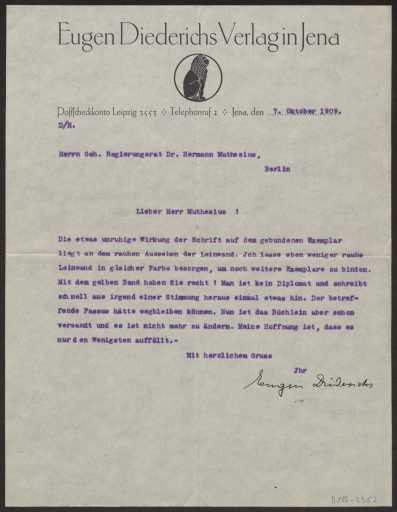 Eugen Diederichs Verlag in Jena
Postscheckkonto Leipzig 3553 ❖ Telephonruf 2 ❖ Jena, den 7. Oktober 1909.
D/K.
Herrn Geh. Regierungsrat Dr. Hermann Muthesius,
Berlin
Lieber Herr Muthesius !
Die etwas unruhige Wirkung der Schrift auf dem gebundenen Exemplar
liegt an dem rauhen Aussehen der Leinwand. Ich lasse eben weniger rauhe
Leinwand in gleicher Farbe besorgen, um noch weitere Exemplare zu binden.
Mit dem gelben Band haben Sie recht ! Man ist kein Diplomat und schreibt
schnell aus irgend einer Stimmung heraus einmal etwas hin. Der betref-
fende Passus hätte wegbleiben können. Nun ist das Büchlein aber schon
versandt und es ist nicht mehr zu ändern. Meine Hoffnung ist, dass es
nur den Wenigsten auffällt.-
Mit herzlichem Gruss
Ihr
Eugen Diederichs